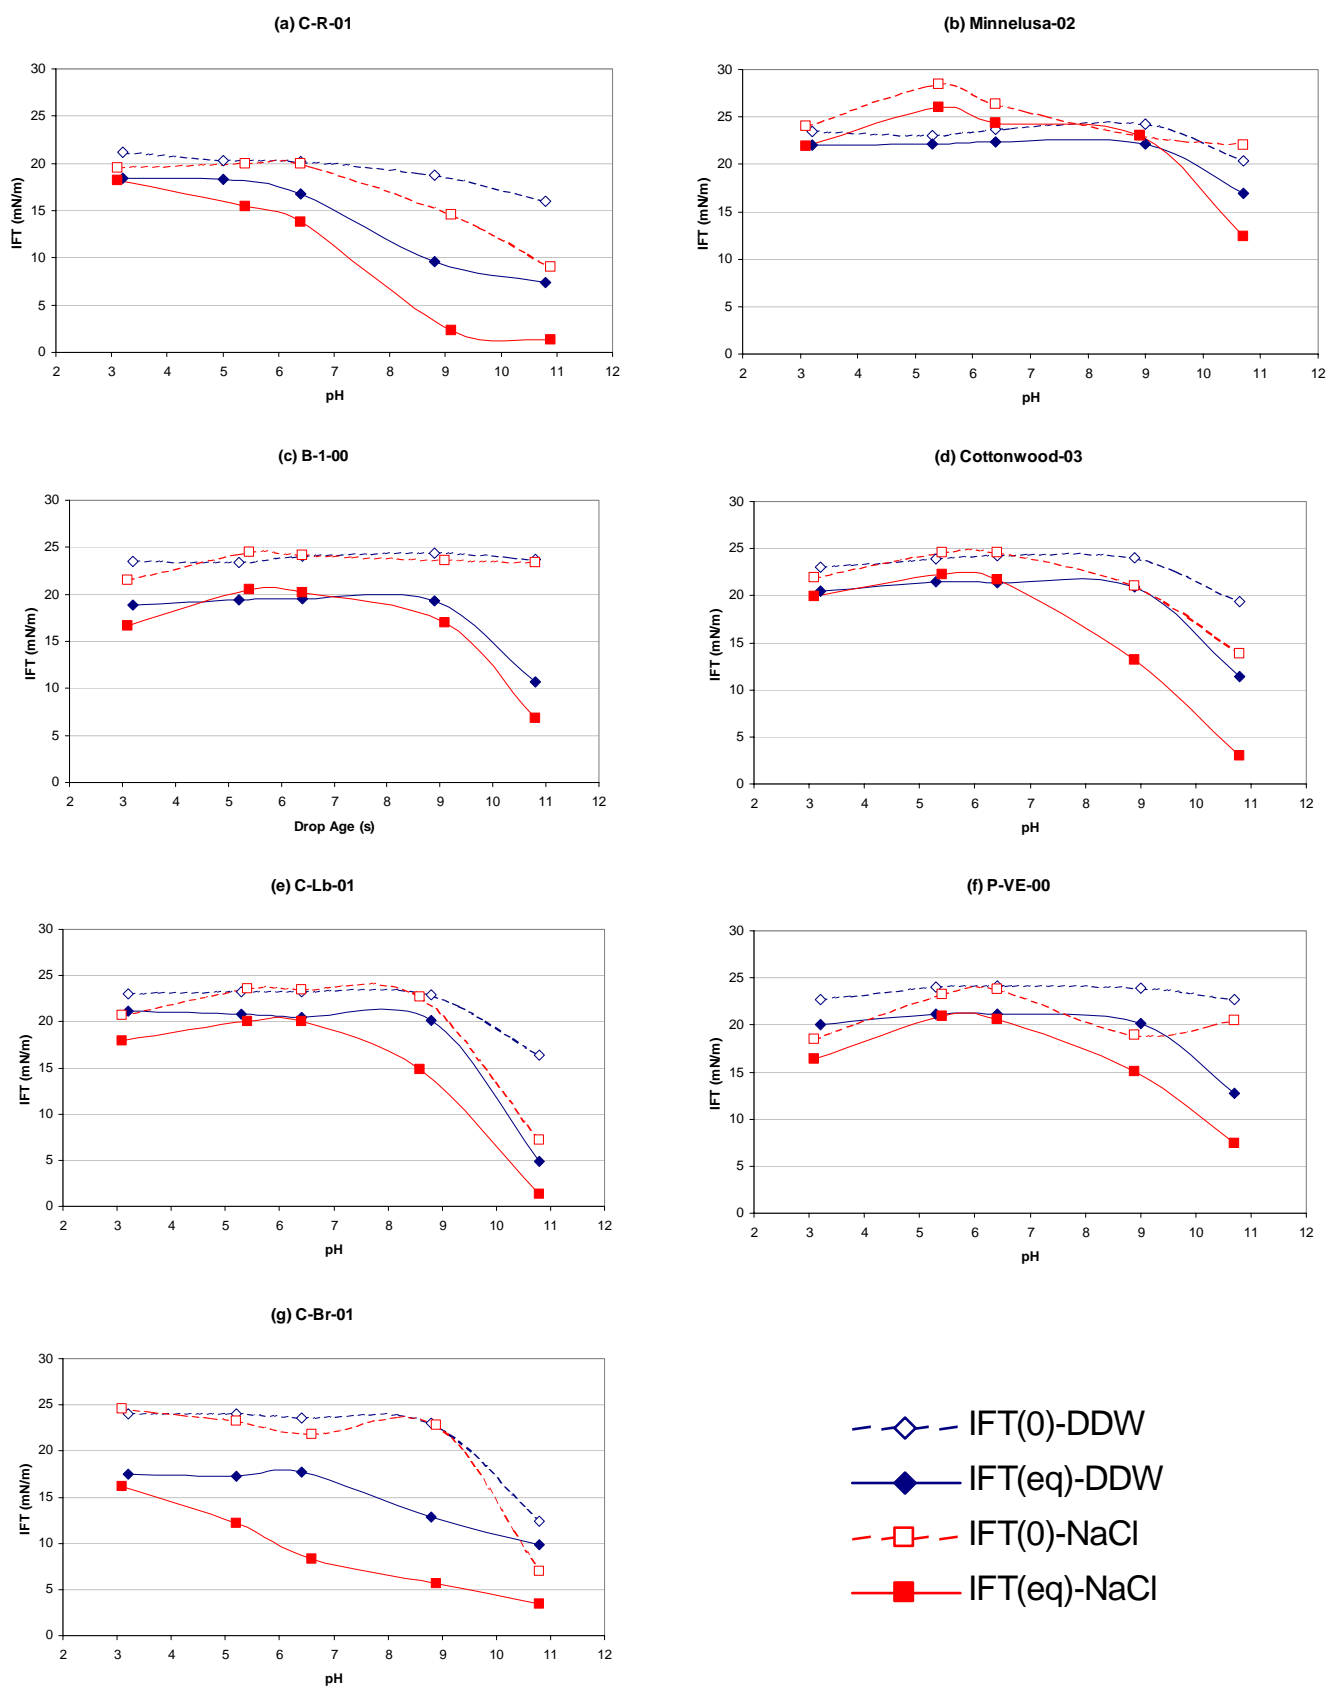 (a) C-R-01
30
25
20
15
10
5
0
IFT (mN/m)
2 3 4 5 6 7 8 9 10 11 12
pH
(b) Minnelusa-02
30
25
20
15
10
5
0
IFT (mN/m)
2 3 4 5 6 7 8 9 10 11 12
pH
(c) B-1-00
30
25
20
15
10
5
0
IFT (mN/m)
2 3 4 5 6 7 8 9 10 11 12
Drop Age (s)
(d) Cottonwood-03
30
25
20
15
10
5
0
IFT (mN/m)
2 3 4 5 6 7 8 9 10 11 12
pH
(e) C-Lb-01
30
25
20
15
10
5
0
IFT (mN/m)
2 3 4 5 6 7 8 9 10 11 12
pH
(f) P-VE-00
30
25
20
15
10
5
0
IFT (mN/m)
2 3 4 5 6 7 8 9 10 11 12
pH
(g) C-Br-01
30
25
20
15
10
5
0
IFT (mN/m)
2 3 4 5 6 7 8 9 10 11 12
pH
IFT(0)-DDW
IFT(eq)-DDW
IFT(0)-NaCl
IFT(eq)-NaCl